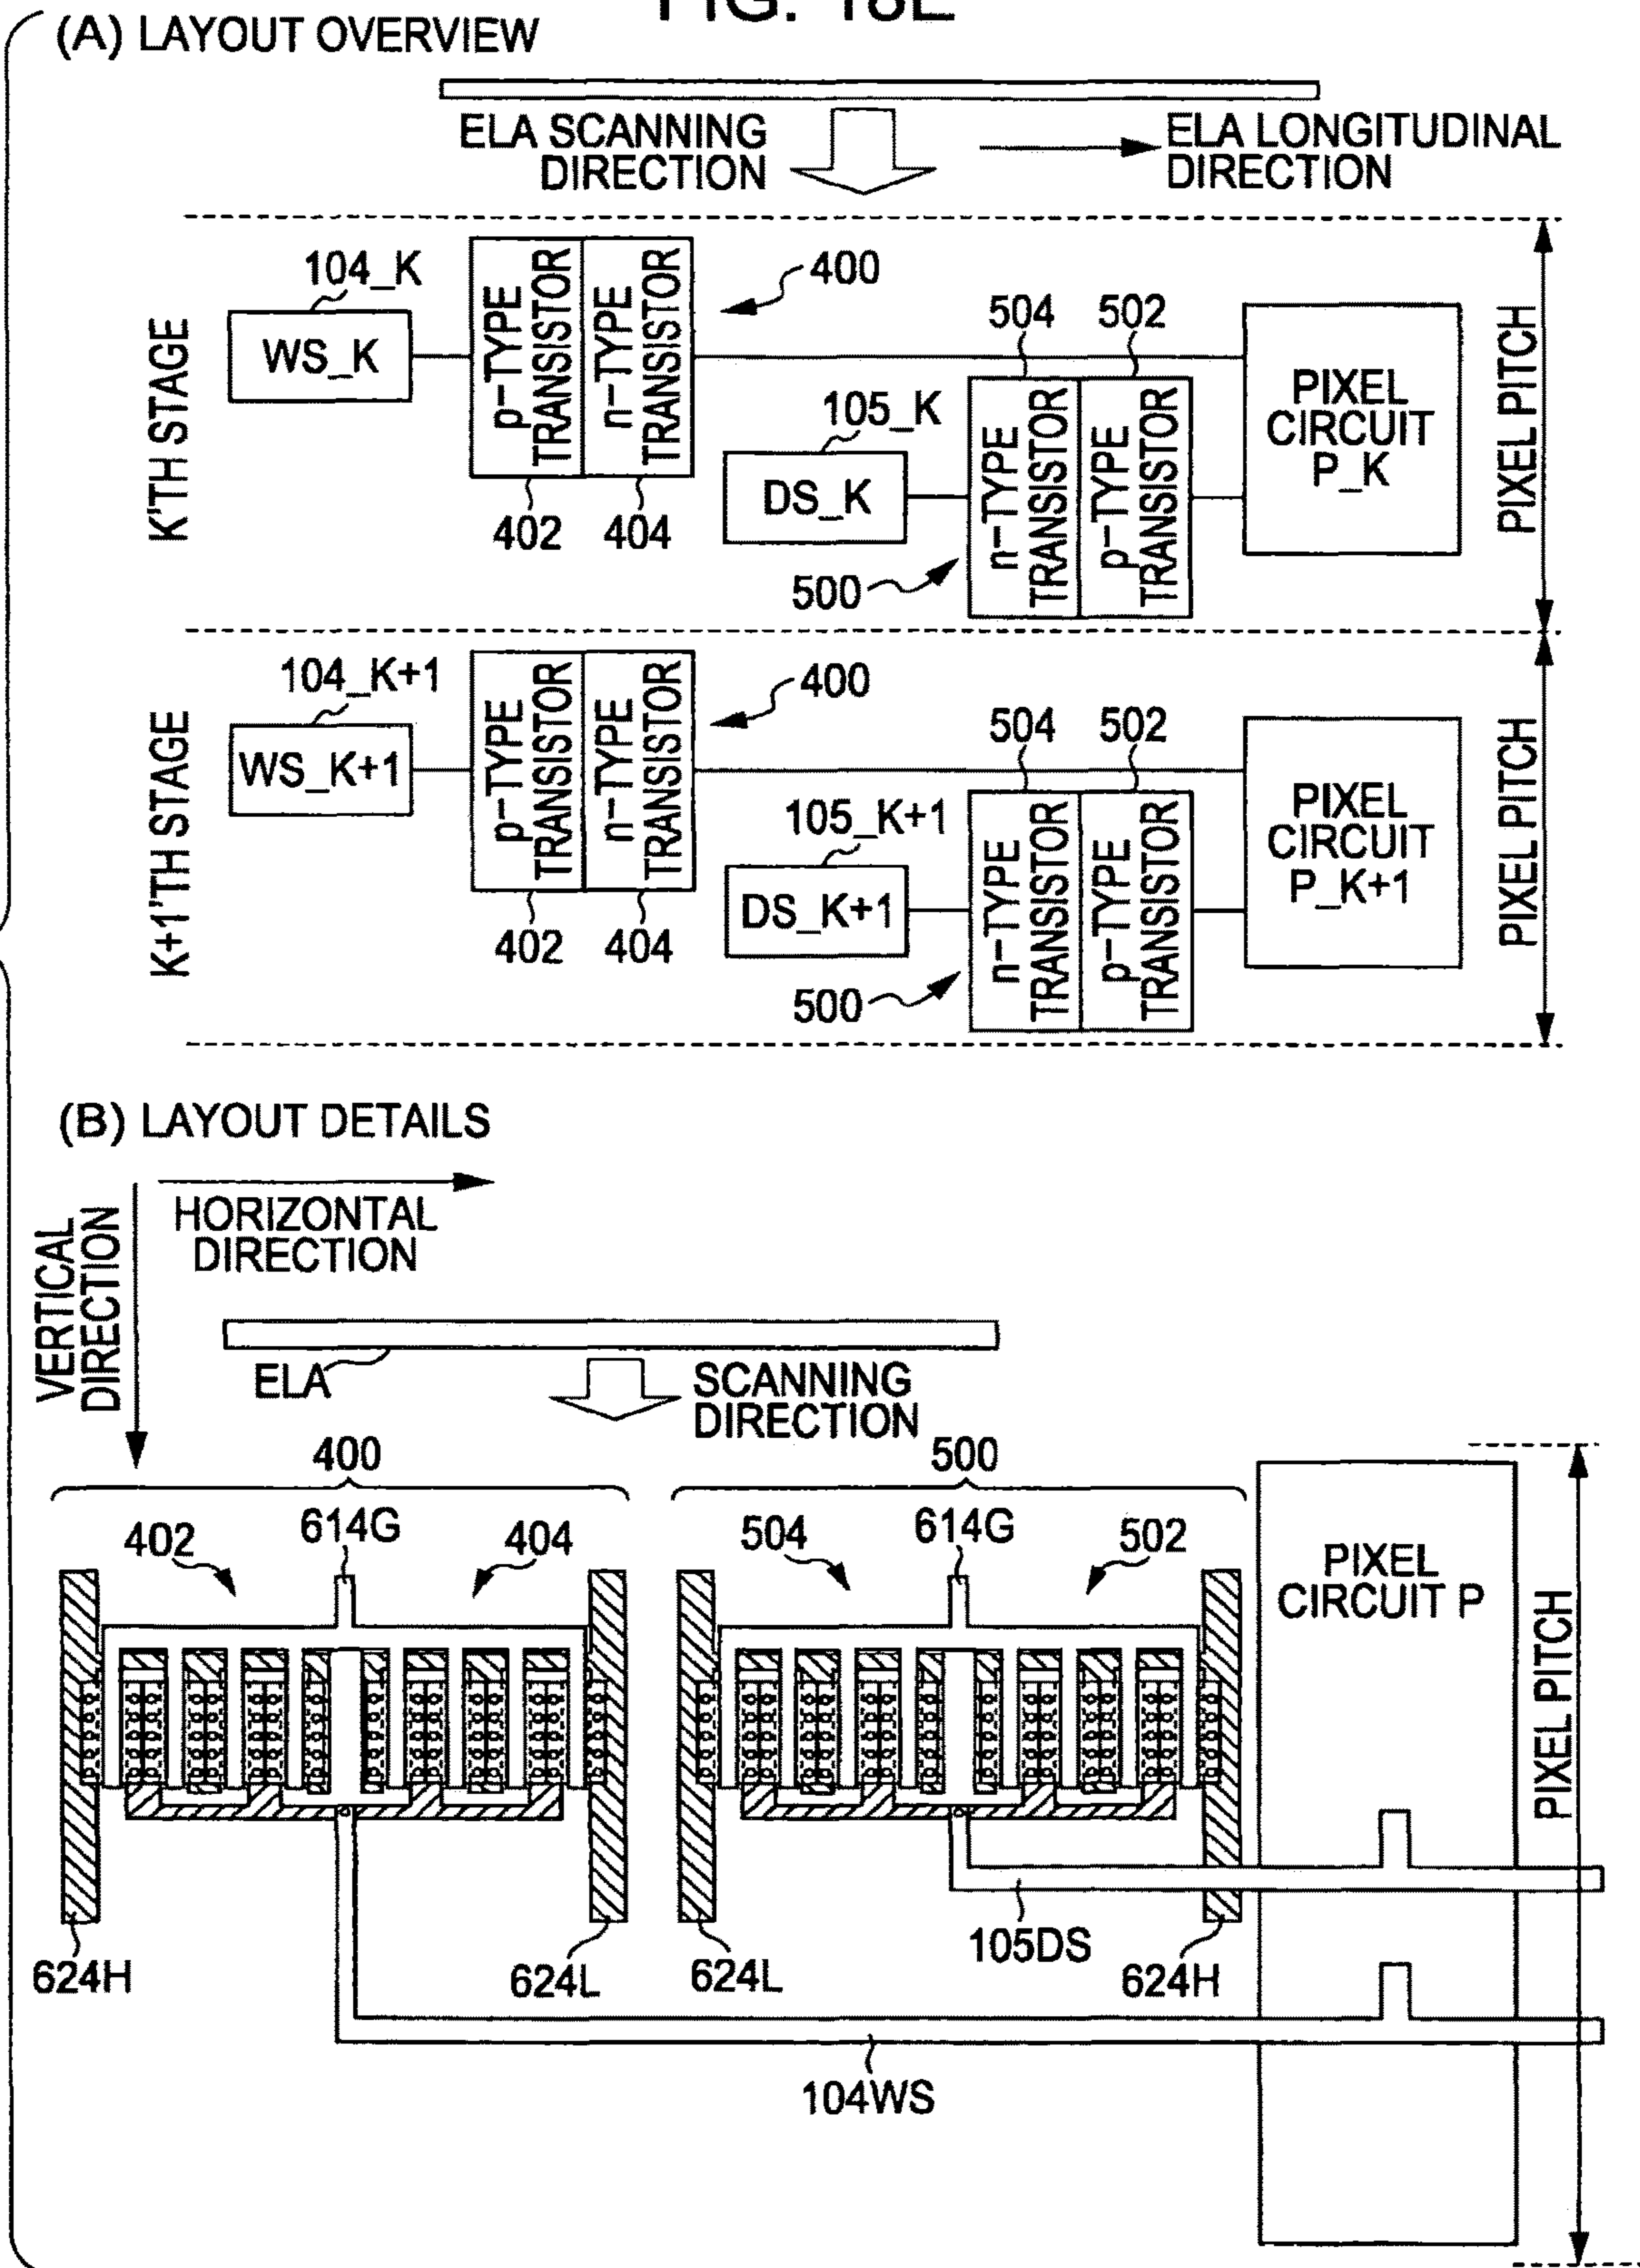 FIG. 18E
(A) LAYOUT OVERVIEW
ELA SCANNING
DIRECTION
ELA LONGITUDINAL
DIRECTION
K'TH STAGE
104_K
WS_K
p-TYPE
TRANSISTOR
n-TYPE
TRANSISTOR
400
402
404
105_K
DS_K
504
502
n-TYPE
TRANSISTOR
p-TYPE
TRANSISTOR
500
PIXEL
CIRCUIT
P_K
PIXEL PITCH
K+1'TH STAGE
104_K+1
WS_K+1
p-TYPE
TRANSISTOR
n-TYPE
TRANSISTOR
400
402
404
105_K+1
DS_K+1
504
502
n-TYPE
TRANSISTOR
p-TYPE
TRANSISTOR
500
PIXEL
CIRCUIT
P_K+1
PIXEL PITCH
(B) LAYOUT DETAILS
HORIZONTAL
DIRECTION
VERTICAL
DIRECTION
ELA
SCANNING
DIRECTION
400
500
402
614G
404
504
614G
502
PIXEL
CIRCUIT P
PIXEL PITCH
624H
624L
624L
105DS
624H
104WS